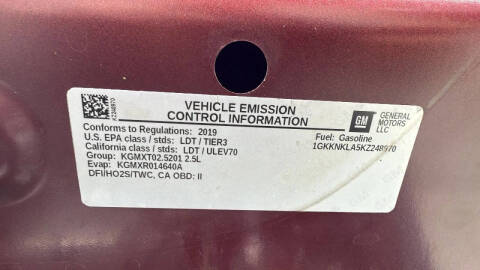 VEHICLE EMISSION
CONTROL INFORMATION
GM GENERAL MOTORS LLC
Conforms to Regulations: 2019
Fuel: Gasoline
U.S. EPA class / stds: LDT / TIER3
1GKKNKLA5KZ248970
California class / stds: LDT / ULEV70
Group: KGMXT02.5201 2.5L
Evap: KGMXR014640A
DFI/HO2S/TWC, CA OBD: II